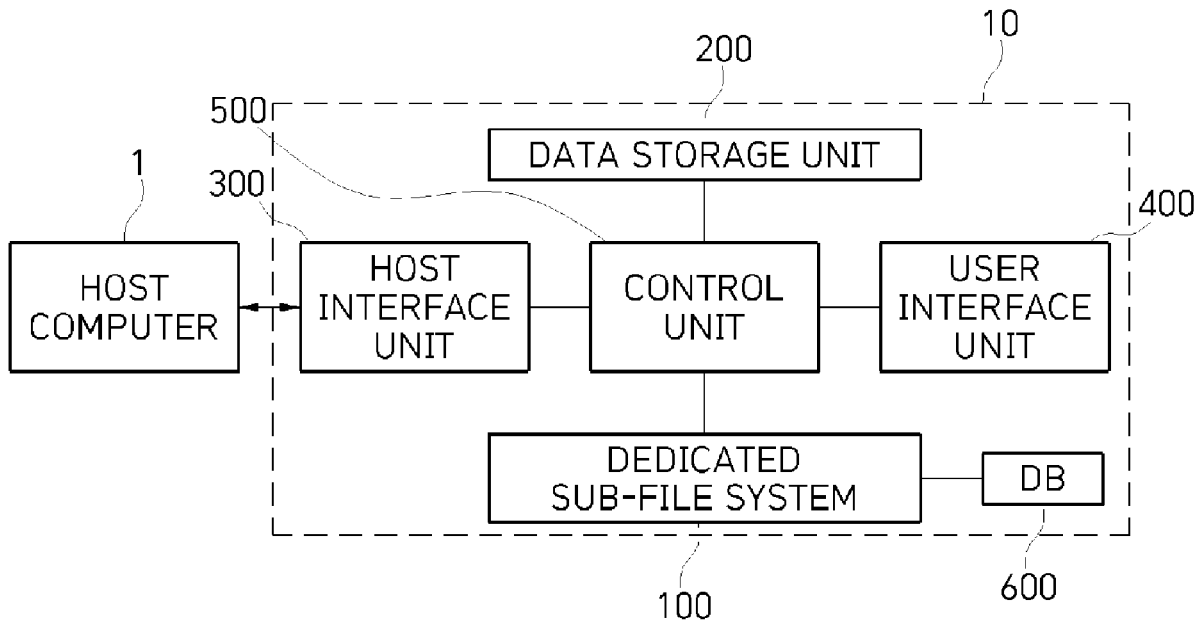 10
200
500
DATA STORAGE UNIT
1
300
400
HOST
COMPUTER
HOST
INTERFACE
UNIT
CONTROL
UNIT
USER
INTERFACE
UNIT
DEDICATED
SUB-FILE SYSTEM
DB
100
600